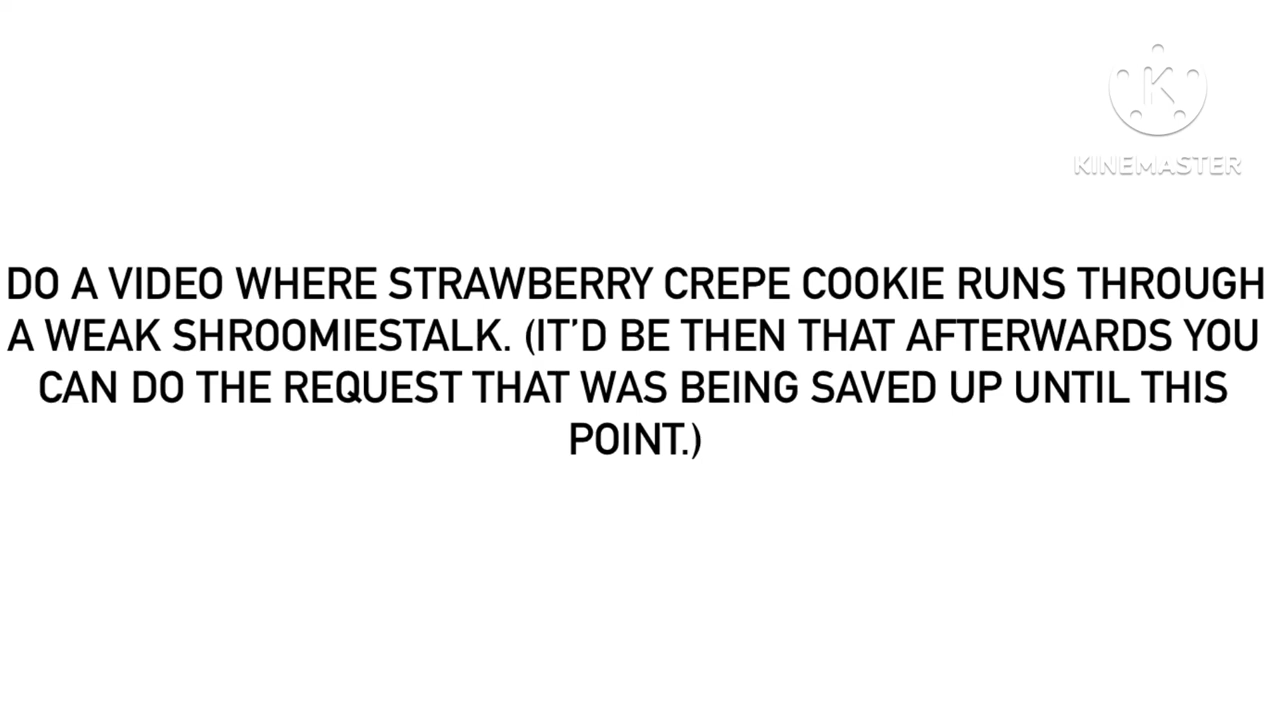 KINEMASTER
DO A VIDEO WHERE STRAWBERRY CREPE COOKIE RUNS THROUGH
A WEAK SHROOMIESTALK. (IT’D BE THEN THAT AFTERWARDS YOU
CAN DO THE REQUEST THAT WAS BEING SAVED UP UNTIL THIS
POINT.)